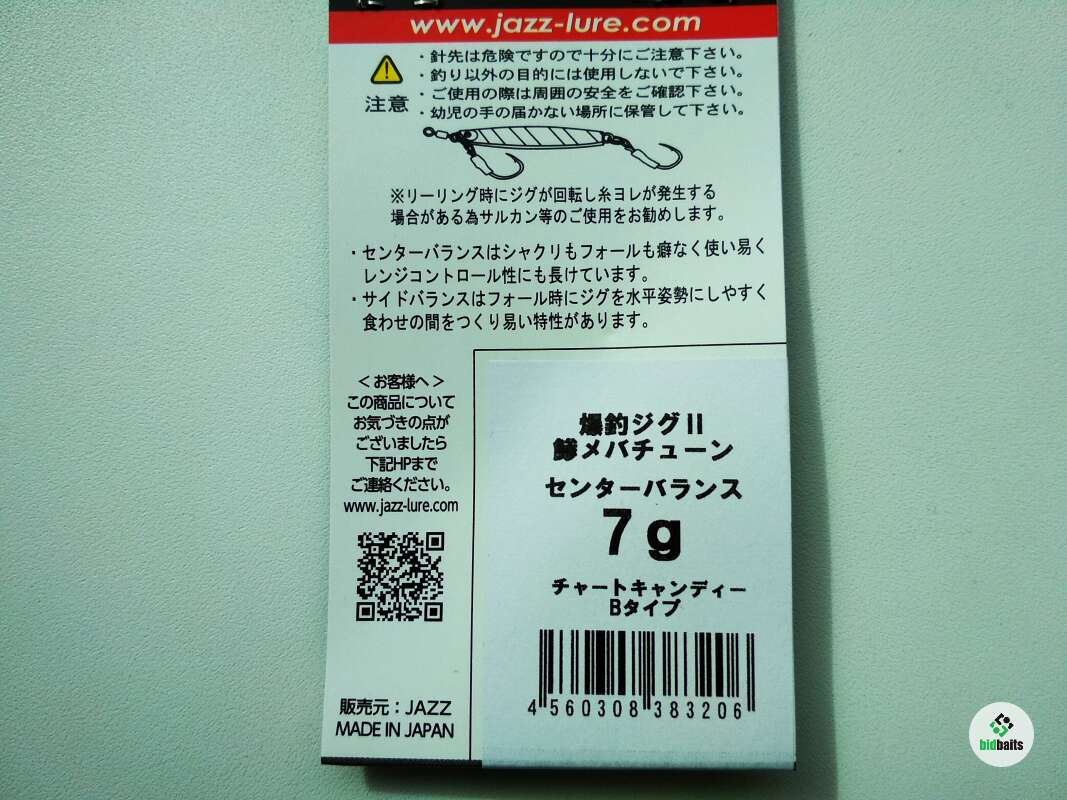 www.jazz-lure.com
・針先は危険ですので十分にご注意下さい。
・釣り以外の目的には使用しないで下さい。
・ご使用の際は周囲の安全をご確認下さい。
・幼児の手の届かない場所に保管して下さい。
注意
※リーリング時にジグが回転し糸ヨレが発生する
場合がある為サルカン等のご使用をお勧めします。
・センターバランスはシャクリもフォールも癖なく使い易く
レンジコントロール性にも長けています。
・サイドバランスはフォール時にジグを水平姿勢にしやすく
食わせの間をつくり易い特性があります。
＜お客様へ＞
この商品について
お気づきの点が
ございましたら
下記HPまで
ご連絡ください。
www.jazz-lure.com
販売元：JAZZ
MADE IN JAPAN
爆釣ジグII
鯵メバチューン
センターバランス
7g
チャートキャンディー
Bタイプ
4 560308 383206
bidbaits